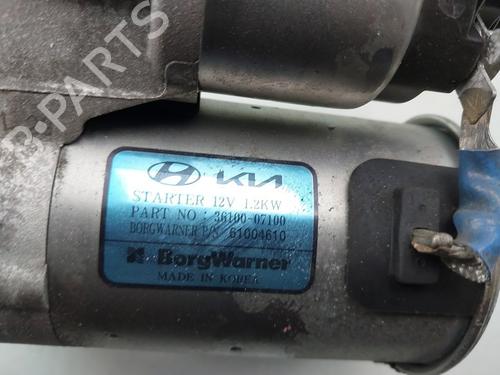 B-PARTS
KIA
STARTER 12V 1.2KW
PART NO : 36100-07100
BORGWARNER P/N 61004610
BorgWarner
MADE IN KOREA